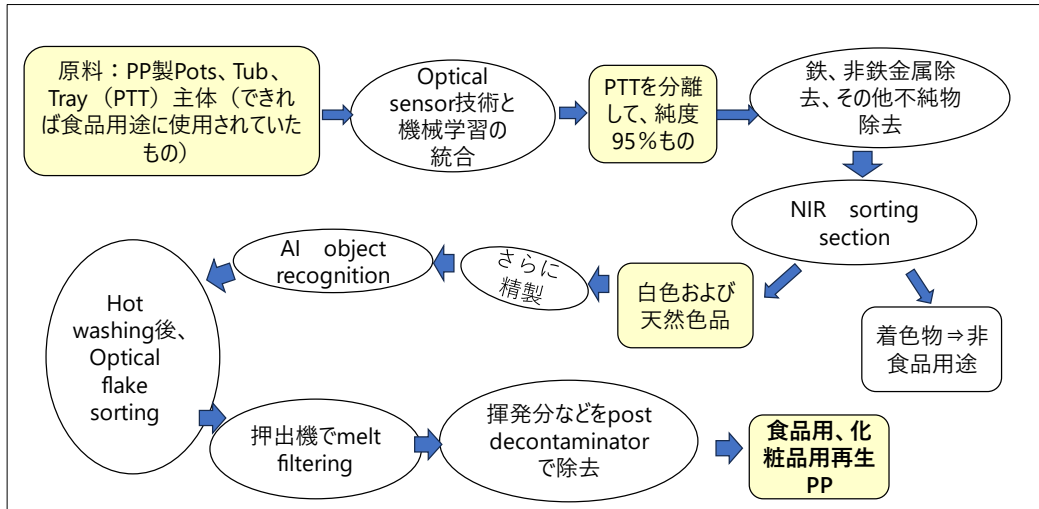 原料：PP製Pots、Tub、
Tray（PTT）主体（できれ
ば食品用途に使用されていた
もの）
Optical
sensor技術と
機械学習の
統合
PTTを分離
して、純度
95％もの
鉄、非鉄金属除
去、その他不純物
除去
NIR　sorting
section
着色物⇒非
食品用途
白色および
天然色品
さらに
精製
AI　object
recognition
Hot
washing後、
Optical
flake
sorting
押出機でmelt
filtering
揮発分などをpost
decontaminator
で除去
食品用、化
粧品用再生
PP